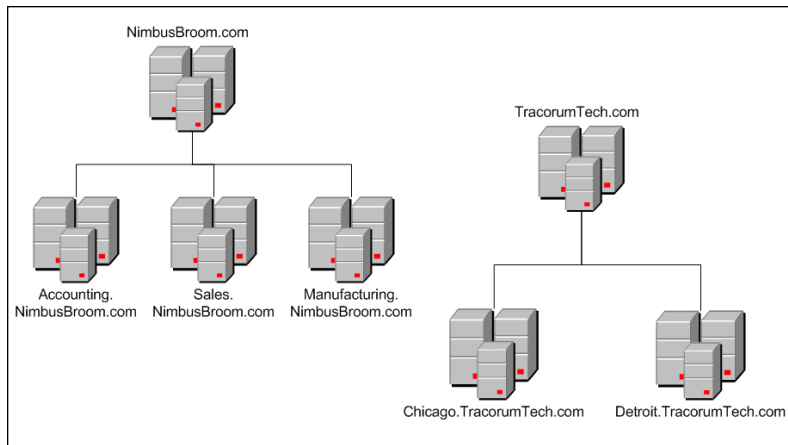 NimbusBroom.com
TracorumTech.com
Accounting.
NimbusBroom.com
Sales.
NimbusBroom.com
Manufacturing.
NimbusBroom.com
Chicago.TracorumTech.com
Detroit.TracorumTech.com